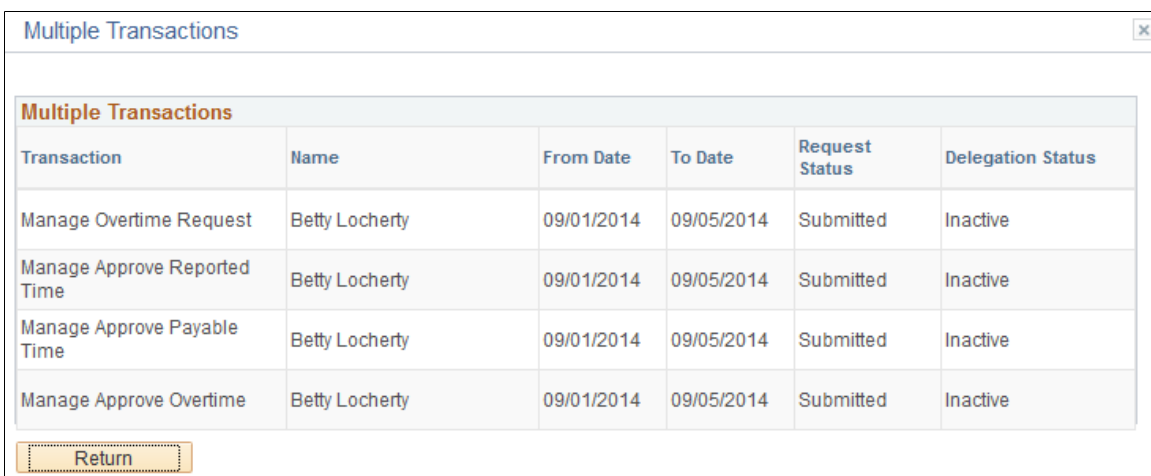 Multiple Transactions
Multiple Transactions
Transaction Name From Date To Date Request Status Delegation Status
Manage Overtime Request Betty Locherty 09/01/2014 09/05/2014 Submitted Inactive
Manage Approve Reported Time Betty Locherty 09/01/2014 09/05/2014 Submitted Inactive
Manage Approve Payable Time Betty Locherty 09/01/2014 09/05/2014 Submitted Inactive
Manage Approve Overtime Betty Locherty 09/01/2014 09/05/2014 Submitted Inactive
Return